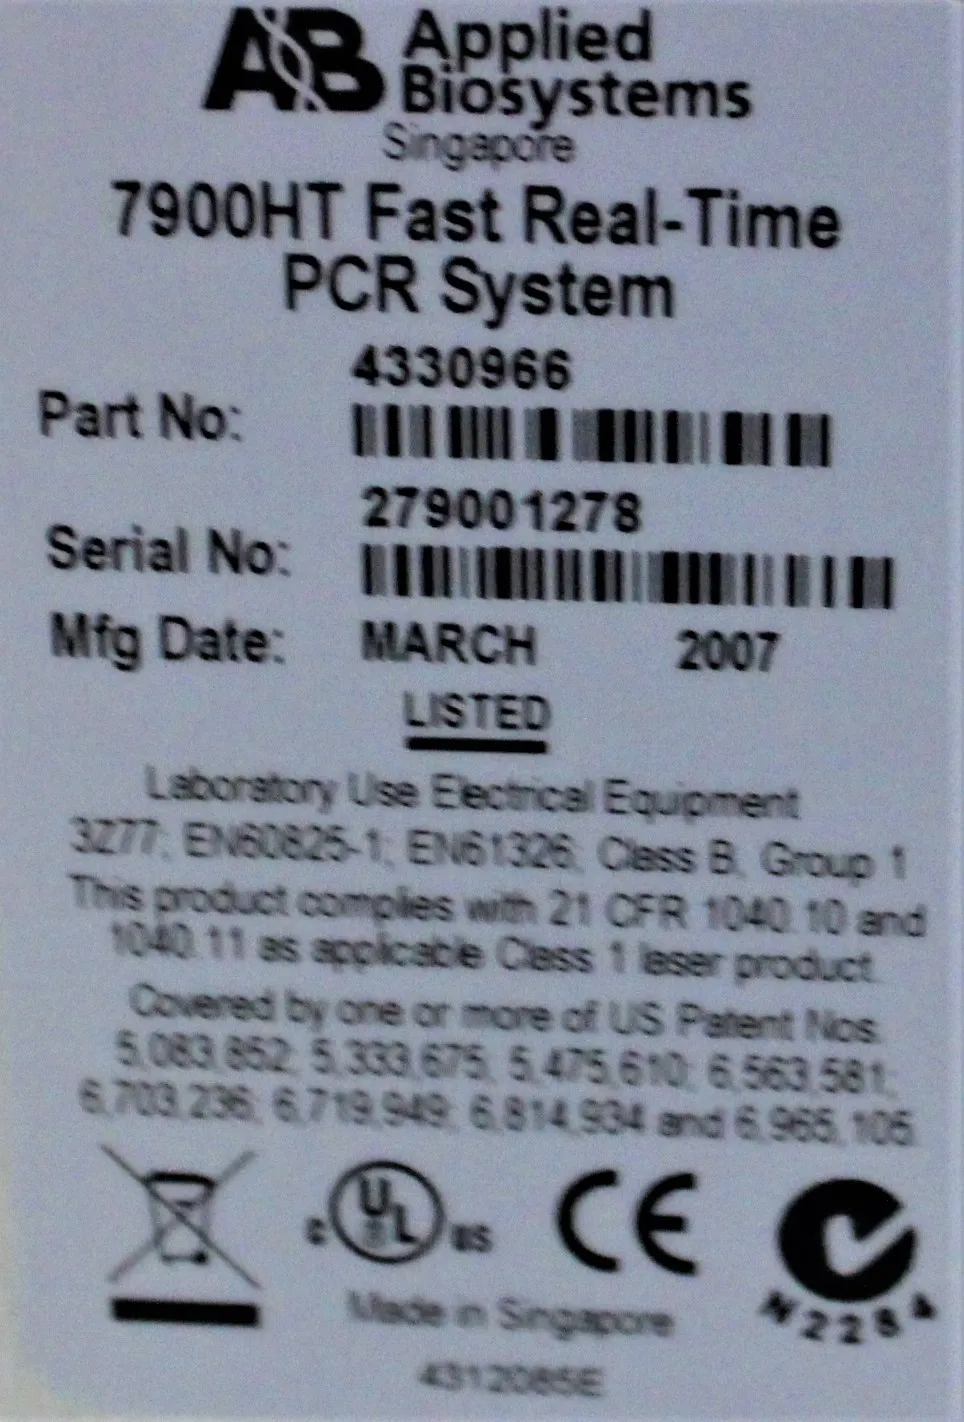 AB Applied
Biosystems
Singapore
7900HT Fast Real-Time
PCR System
4330966
Part No:
279001278
Serial No:
Mfg Date: MARCH 2007
LISTED
Laboratory Use Electrical Equipment
3Z77; EN60825-1; EN61326; Class B, Group 1
This product complies with 21 CFR 1040.10 and
1040.11 as applicable Class 1 laser product.
Covered by one or more of US Patent Nos.
5,083,852; 5,333,675; 5,475,610; 6,563,581;
6,703,236; 6,719,949; 6,814,934 and 6,965,105.
C UL US CE
N2284
Made in Singapore
4312085E